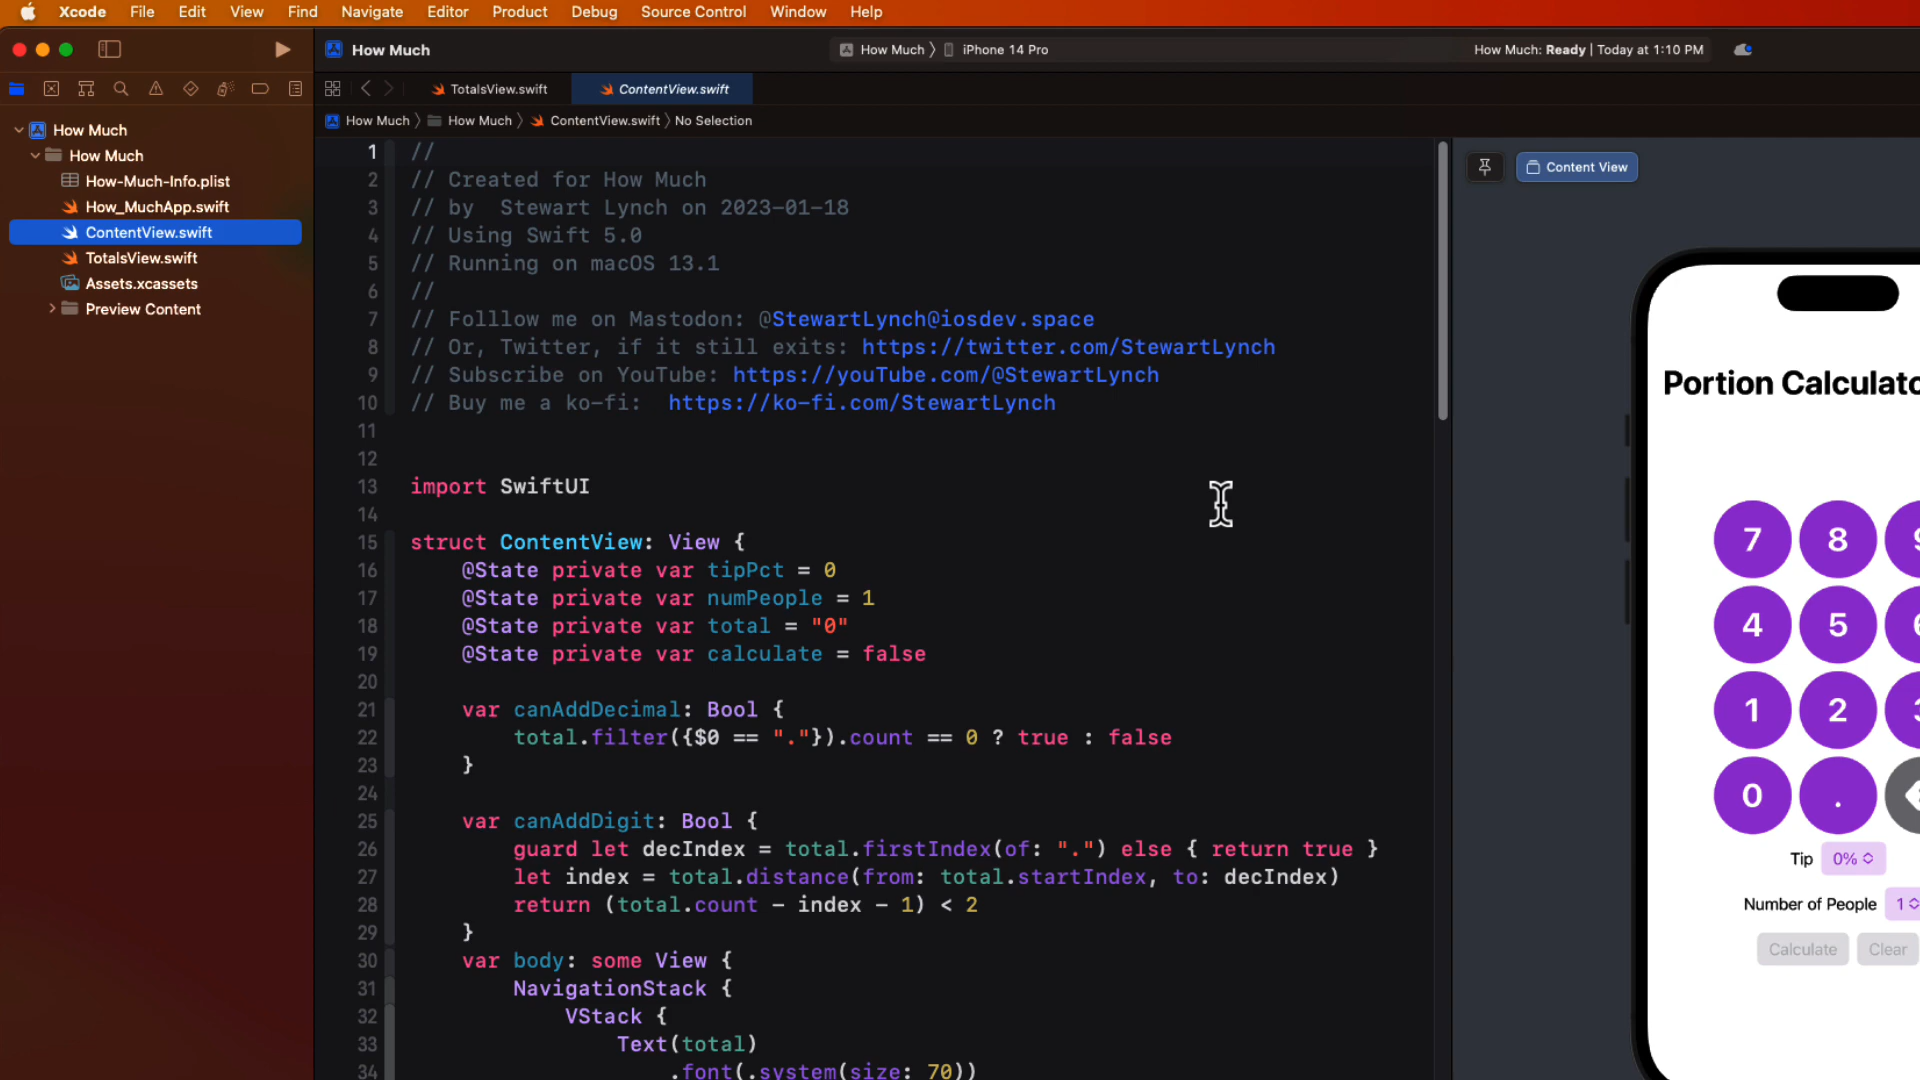 Xcode File Edit View Find Navigate Editor Product Debug Source Control Window Help
How Much
How Much 〉 iPhone 14 Pro
How Much: Ready | Today at 1:10 PM
TotalsView.swift
ContentView.swift
How Much 〉 How Much 〉 ContentView.swift 〉 No Selection
How Much
How Much
How-Much-Info.plist
How_MuchApp.swift
ContentView.swift
TotalsView.swift
Assets.xcassets
Preview Content
1 //
2 // Created for How Much
3 // by  Stewart Lynch on 2023-01-18
4 // Using Swift 5.0
5 // Running on macOS 13.1
6 //
7 // Folllow me on Mastodon: @StewartLynch@iosdev.space
8 // Or, Twitter, if it still exits: https://twitter.com/StewartLynch
9 // Subscribe on YouTube: https://youTube.com/@StewartLynch
10 // Buy me a ko-fi:  https://ko-fi.com/StewartLynch
11
12
13 import SwiftUI
14
15 struct ContentView: View {
16     @State private var tipPct = 0
17     @State private var numPeople = 1
18     @State private var total = "0"
19     @State private var calculate = false
20
21     var canAddDecimal: Bool {
22         total.filter({$0 == "."}).count == 0 ? true : false
23     }
24
25     var canAddDigit: Bool {
26         guard let decIndex = total.firstIndex(of: ".") else { return true }
27         let index = total.distance(from: total.startIndex, to: decIndex)
28         return (total.count - index - 1) < 2
29     }
30     var body: some View {
31         NavigationStack {
32             VStack {
33                 Text(total)
34                     .font(.system(size: 70))
Content View
Portion Calculato
7 8
4 5
1 2
0 .
Tip 0%
Number of People 1
Calculate Clear